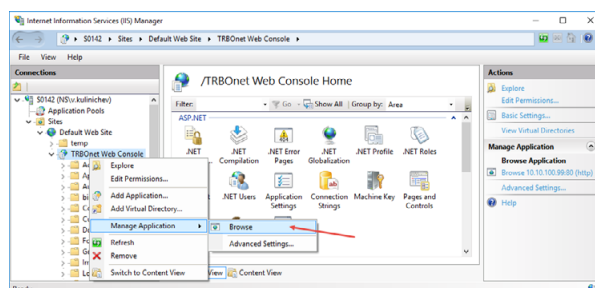 Internet Information Services (IIS) Manager
S0142 ▸ Sites ▸ Default Web Site ▸ TRBOnet Web Console ▸
File View Help
Connections
S0142 (NS\v.kulinichev)
Application Pools
Sites
Default Web Site
temp
TRBOnet Web Console
Explore
Edit Permissions...
Add Application...
Add Virtual Directory...
Manage Application
Browse
Advanced Settings...
Refresh
Remove
Switch to Content View
/TRBOnet Web Console Home
Filter: Go Show All Group by: Area
ASP.NET
.NET Compilation
.NET Error Pages
.NET Globalization
.NET Profile
.NET Roles
.NET Users
Application Settings
Connection Strings
Machine Key
Pages and Controls
View Content View
Actions
Explore
Edit Permissions...
Basic Settings...
View Virtual Directories
Manage Application
Browse Application
Browse 10.10.100.99:80 (http)
Advanced Settings...
Help